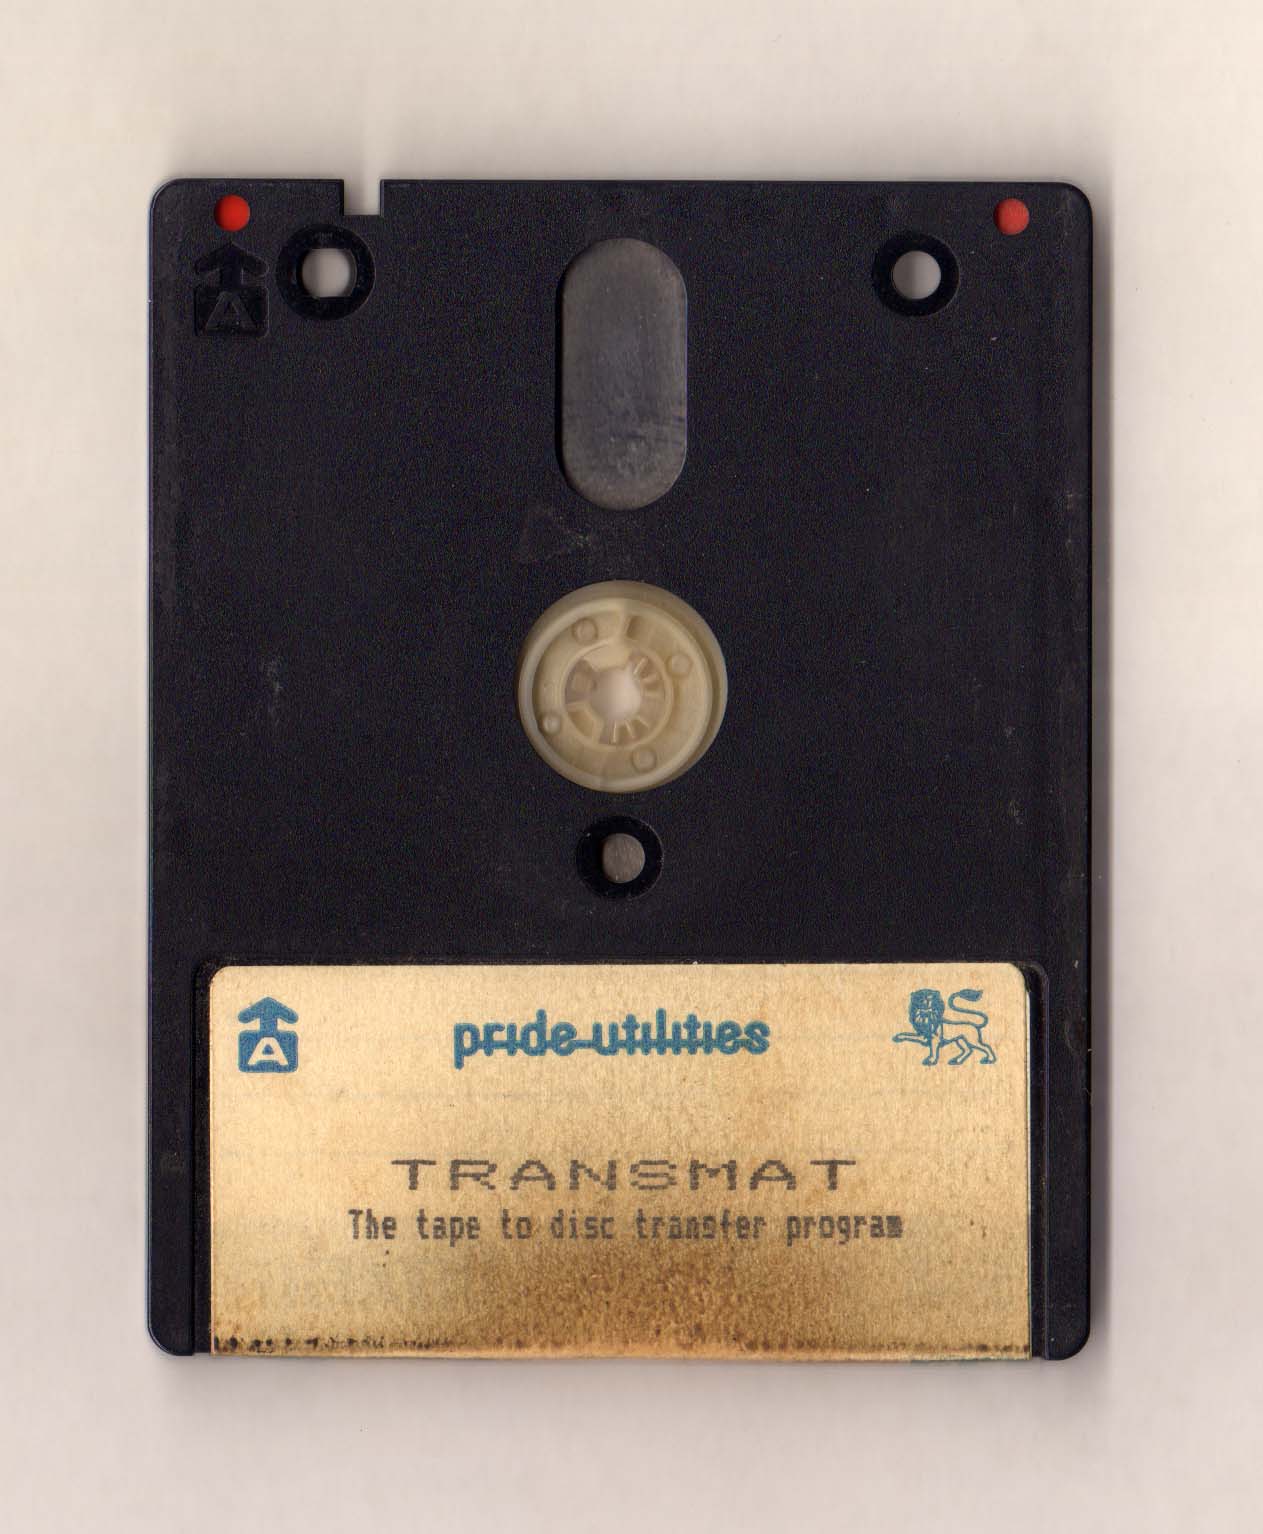 A
A
pride utilities
TRANSMAT
The tape to disc transfer program